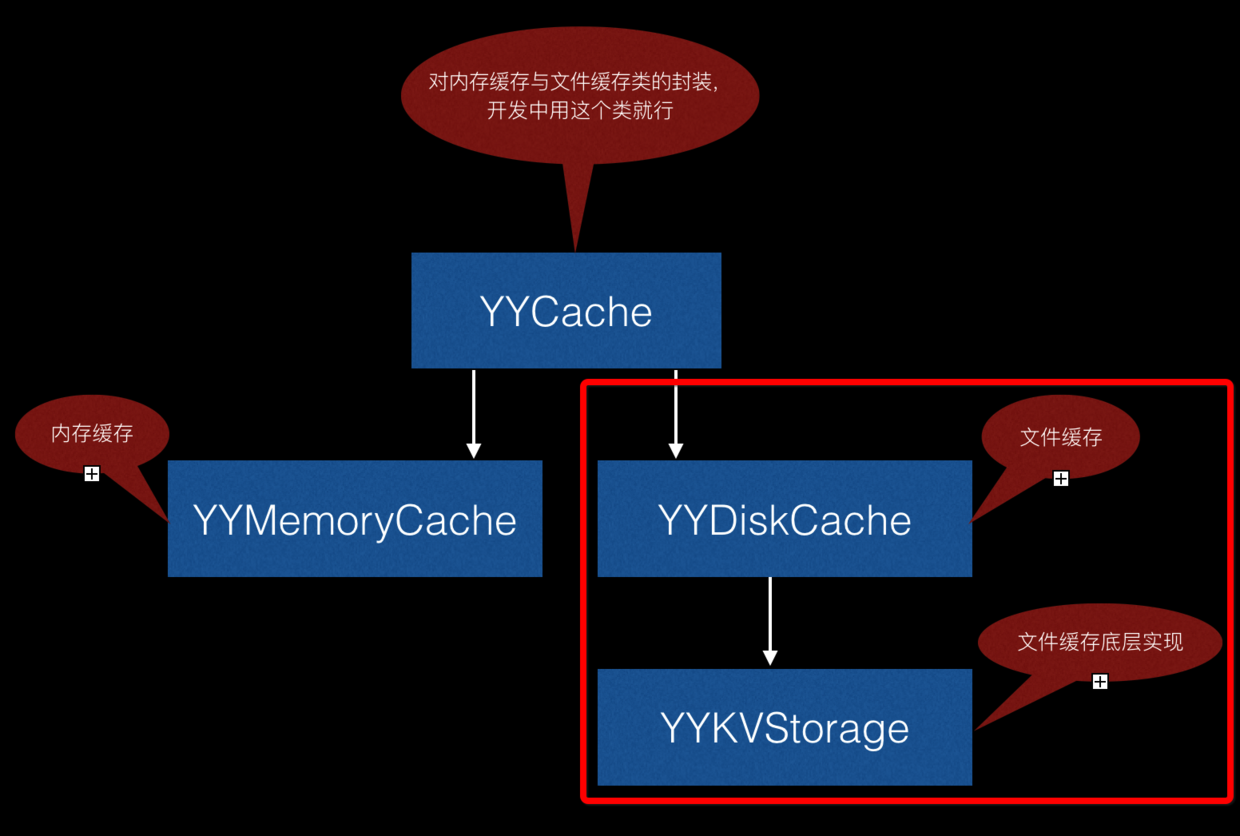 对内存缓存与文件缓存类的封装,
开发中用这个类就行
YYCache
内存缓存
文件缓存
YYMemoryCache
YYDiskCache
文件缓存底层实现
YYKVStorage